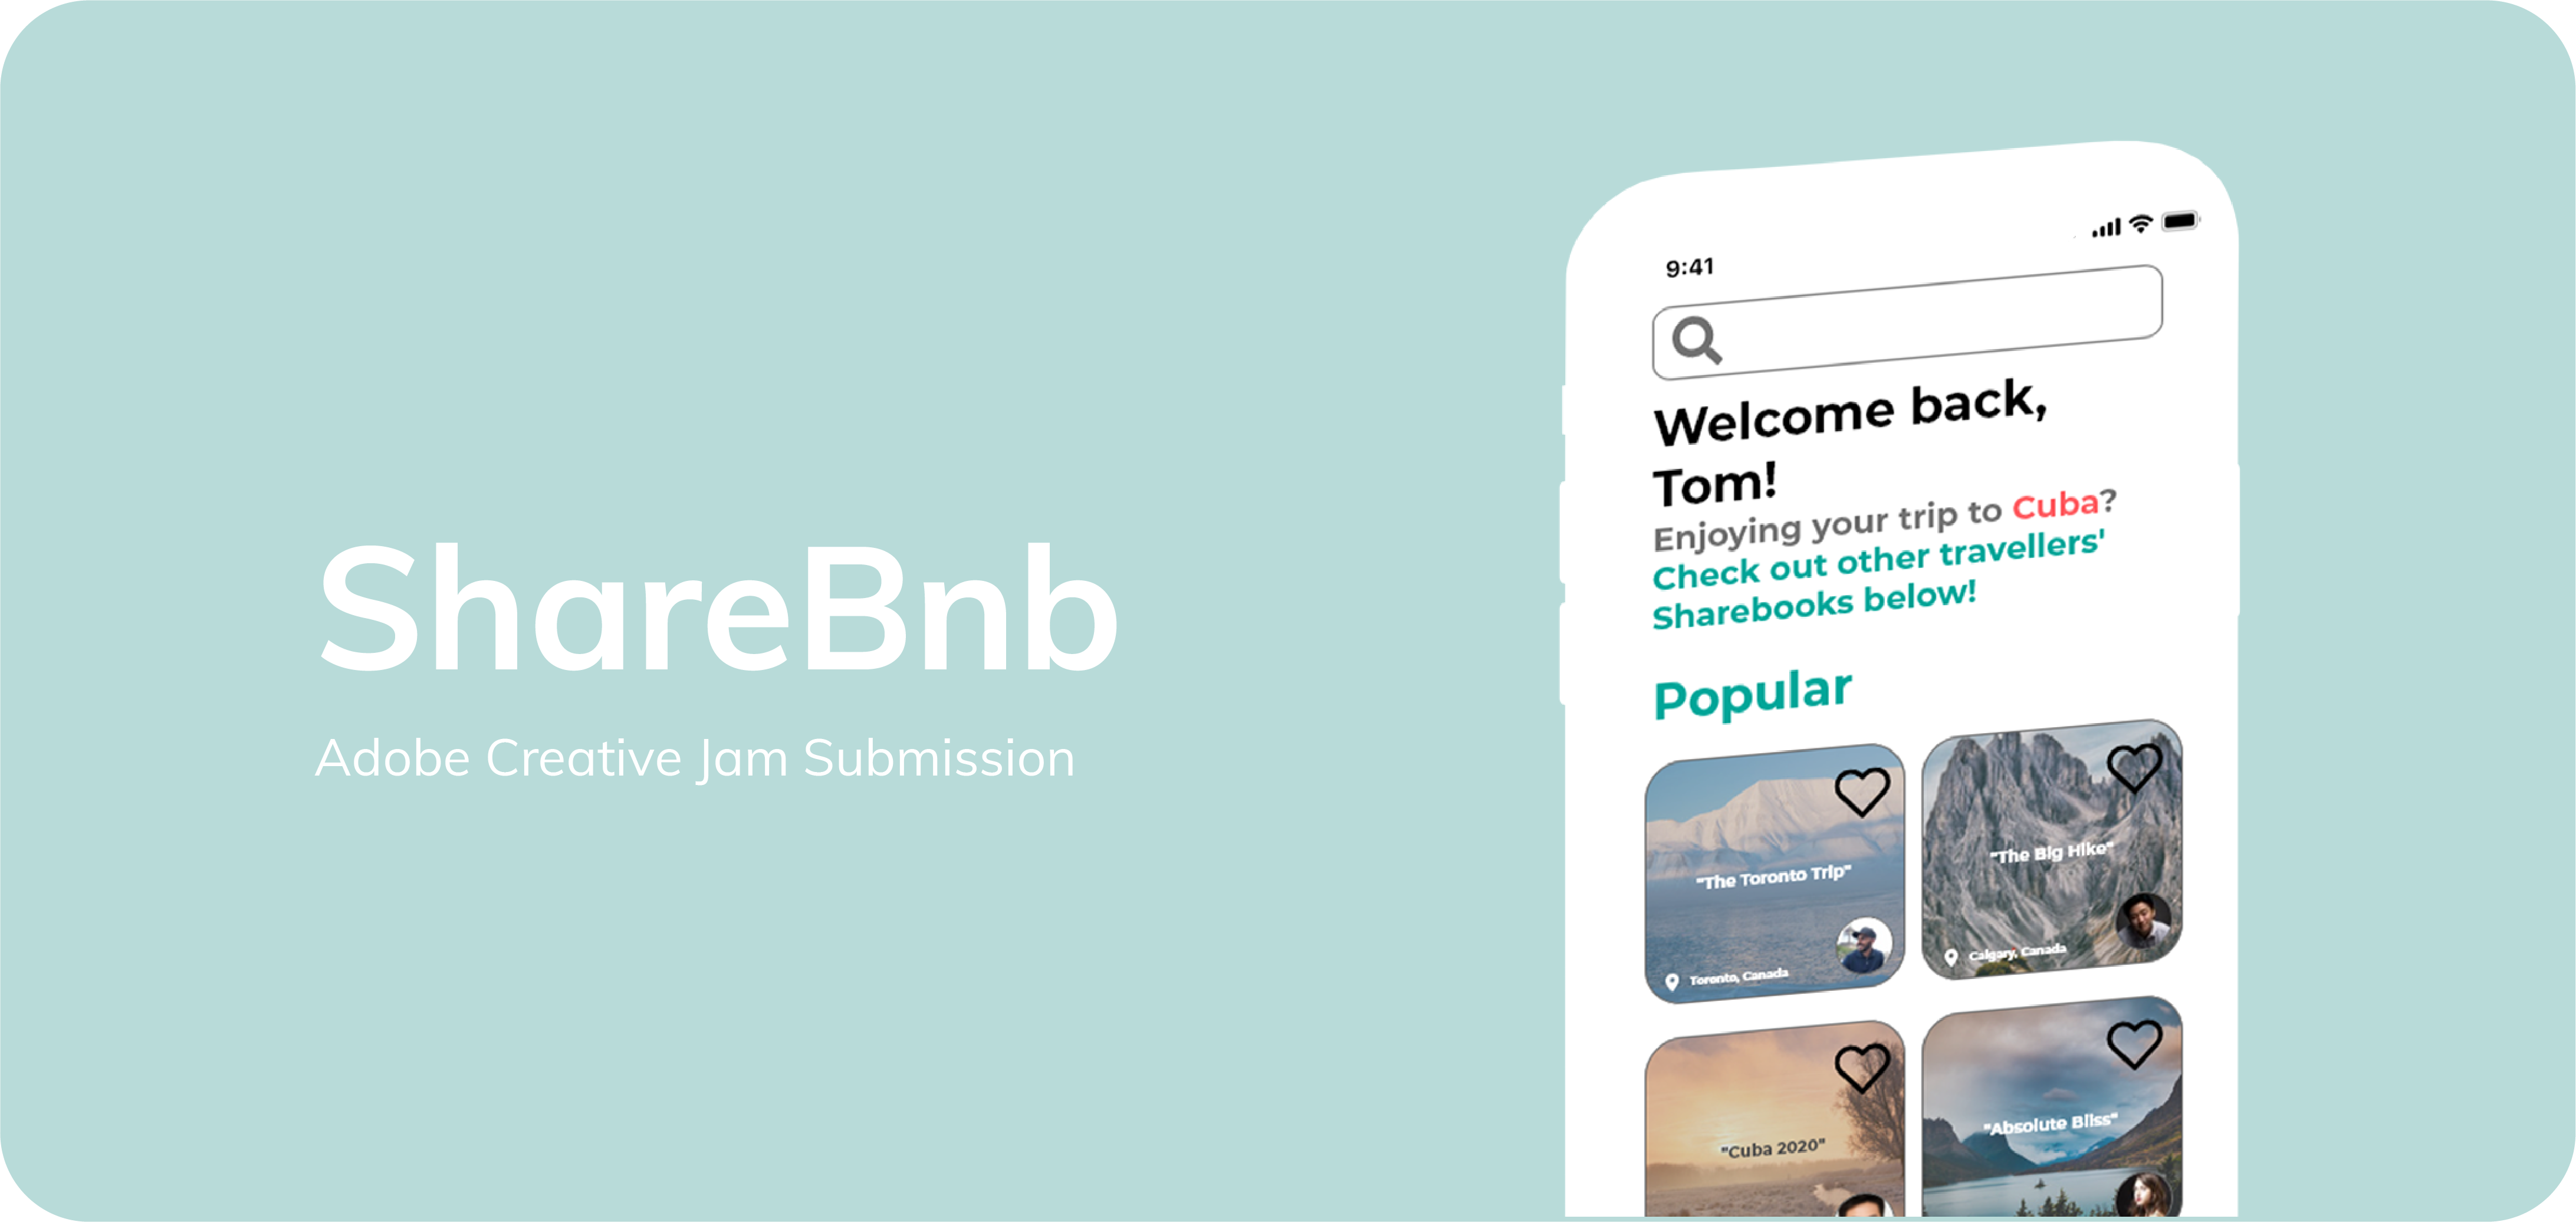 ShareBnb
Adobe Creative Jam Submission
9:41
Welcome back,
Tom!
Enjoying your trip to Cuba?
Check out other travellers'
Sharebooks below!
Popular
"The Toronto Trip"
Toronto, Canada
"The Big Hike"
Calgary, Canada
"Cuba 2020"
"Absolute Bliss"